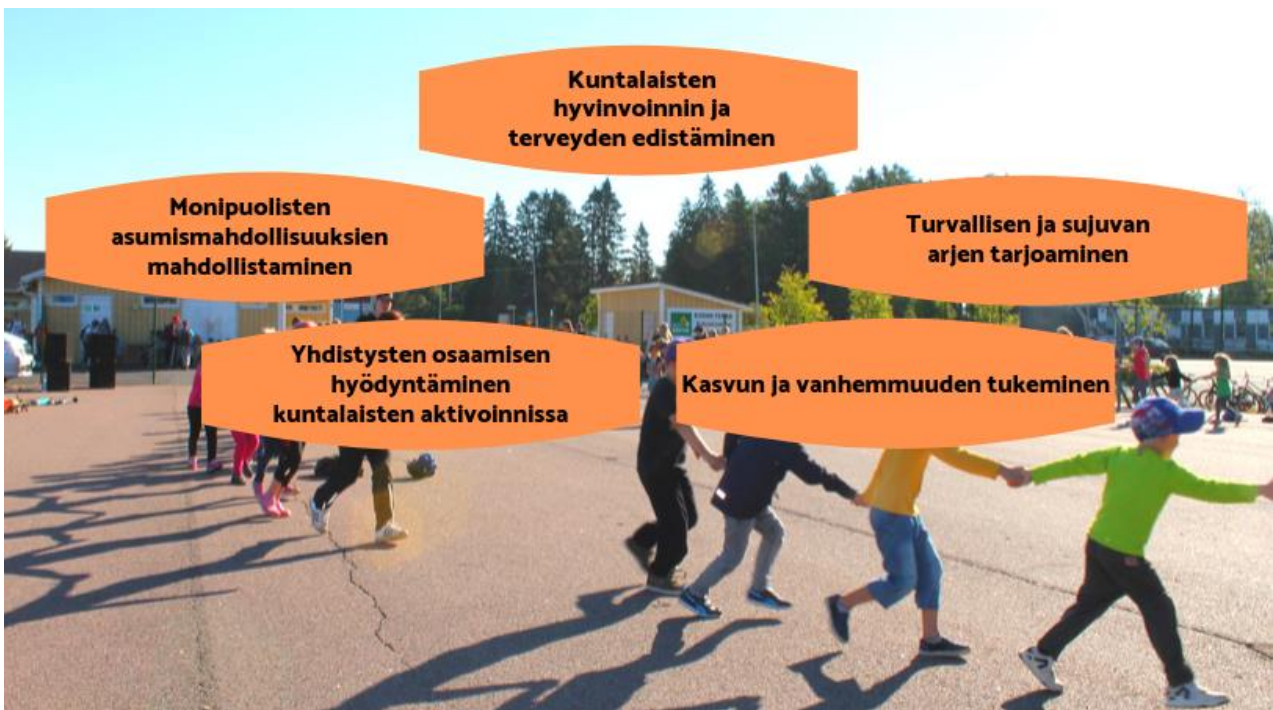 Kuntalaisten
hyvinvoinnin ja
terveyden edistäminen
Monipuolisten
asumismahdollisuuksien
mahdollistaminen
Turvallisen ja sujuvan
arjen tarjoaminen
Yhdistysten osaamisen
hyödyntäminen
kuntalaisten aktivoinnissa
Kasvun ja vanhemmuuden tukeminen